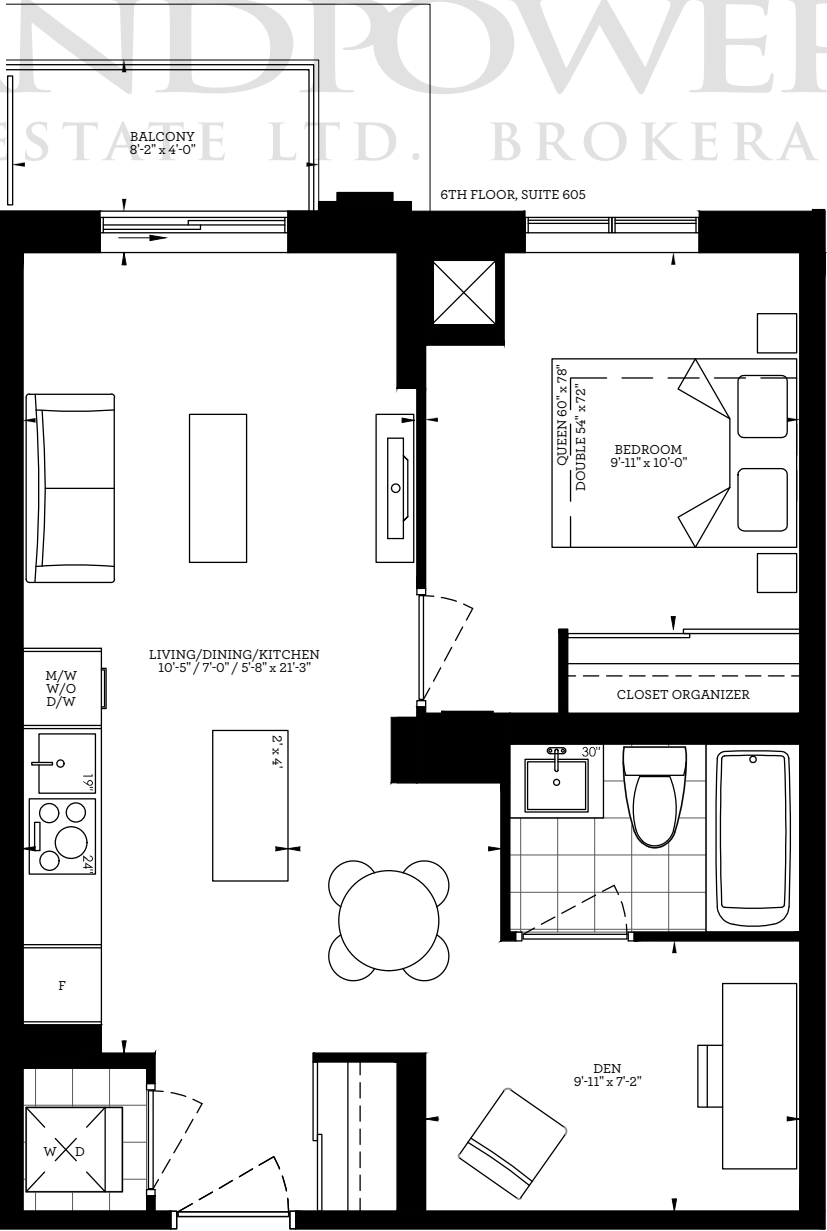 NDPOWER
ESTATE LTD. BROKERA
BALCONY
8'-2" x 4'-0"
6TH FLOOR, SUITE 605
QUEEN 60" x 78"
DOUBLE 54" x 72"
BEDROOM
9'-11" x 10'-0"
LIVING/DINING/KITCHEN
10'-5" / 7'-0" / 5'-8" x 21'-3"
M/W
W/O
D/W
CLOSET ORGANIZER
2' x 4'
30"
19"
24"
F
DEN
9'-11" x 7'-2"
W D